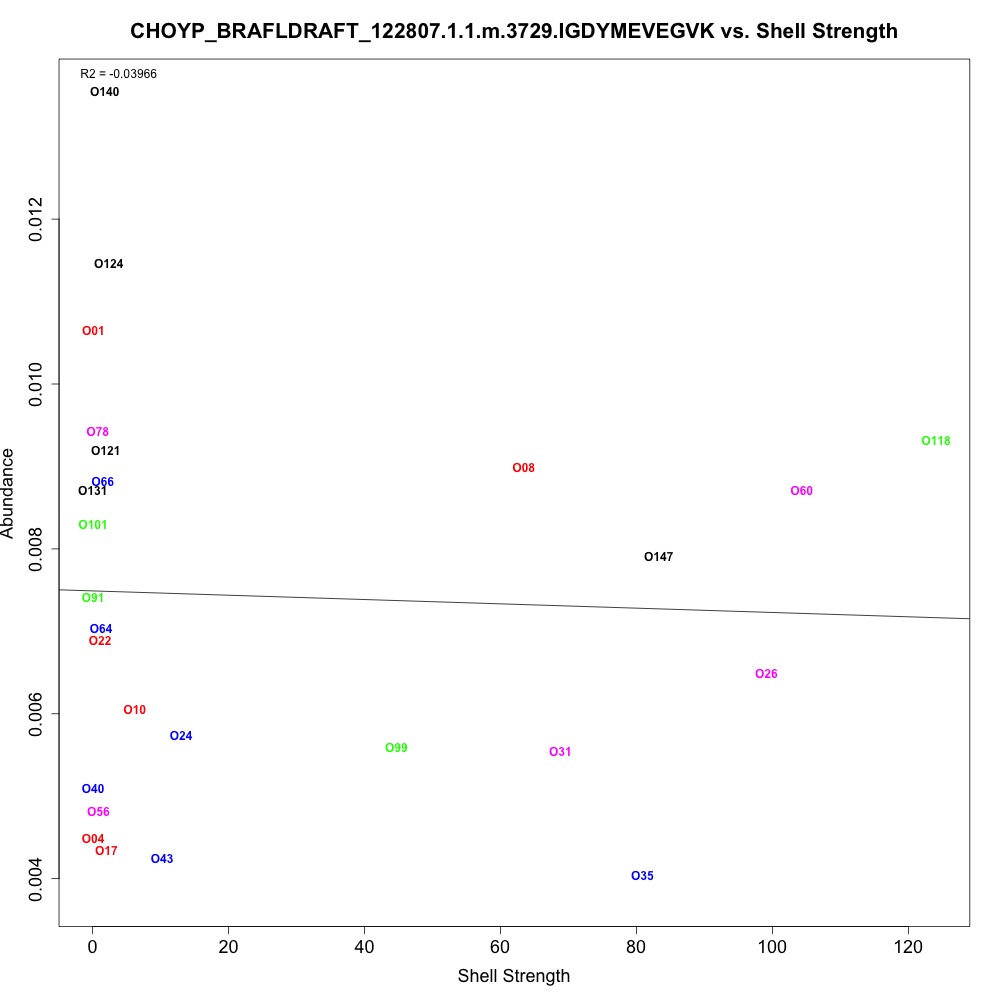 CHOYP_BRAFLDRAFT_122807.1.1.m.3729.IGDYMEVEGVK vs. Shell Strength
R2 = -0.03966
O140
0.012
O124
O01
0.010
O78
O118
O121
O08
O66
O131
O60
O101
0.008
O147
Abundance
O91
O64
O22
O26
O10
0.006
O24
O99
O31
O40
O56
O04
O17
O43
0.004
O35
0 20 40 60 80 100 120
Shell Strength